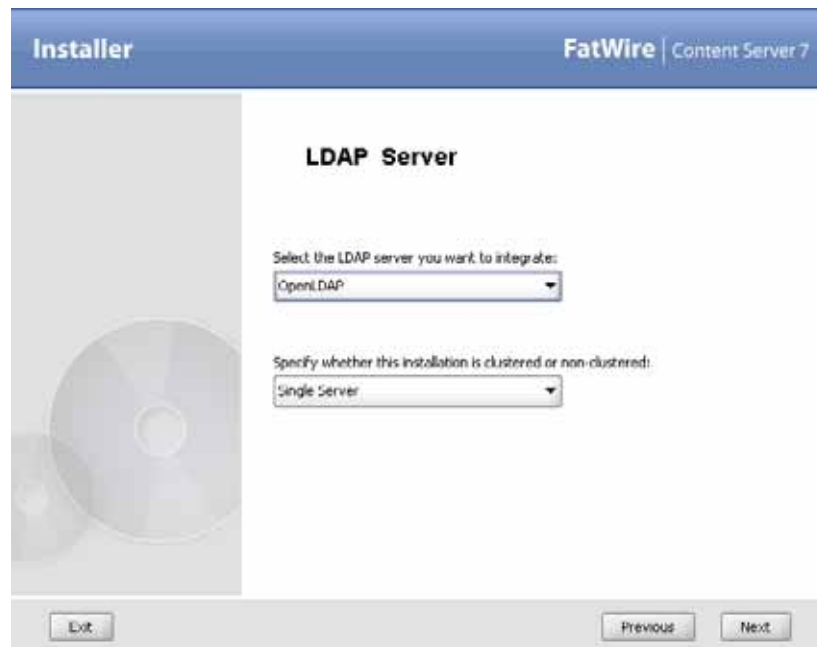 Installer
FatWire | Content Server 7
LDAP Server
Select the LDAP server you want to integrate:
OpenLDAP
Specify whether this installation is clustered or non-clustered:
Single Server
Exit
Previous
Next